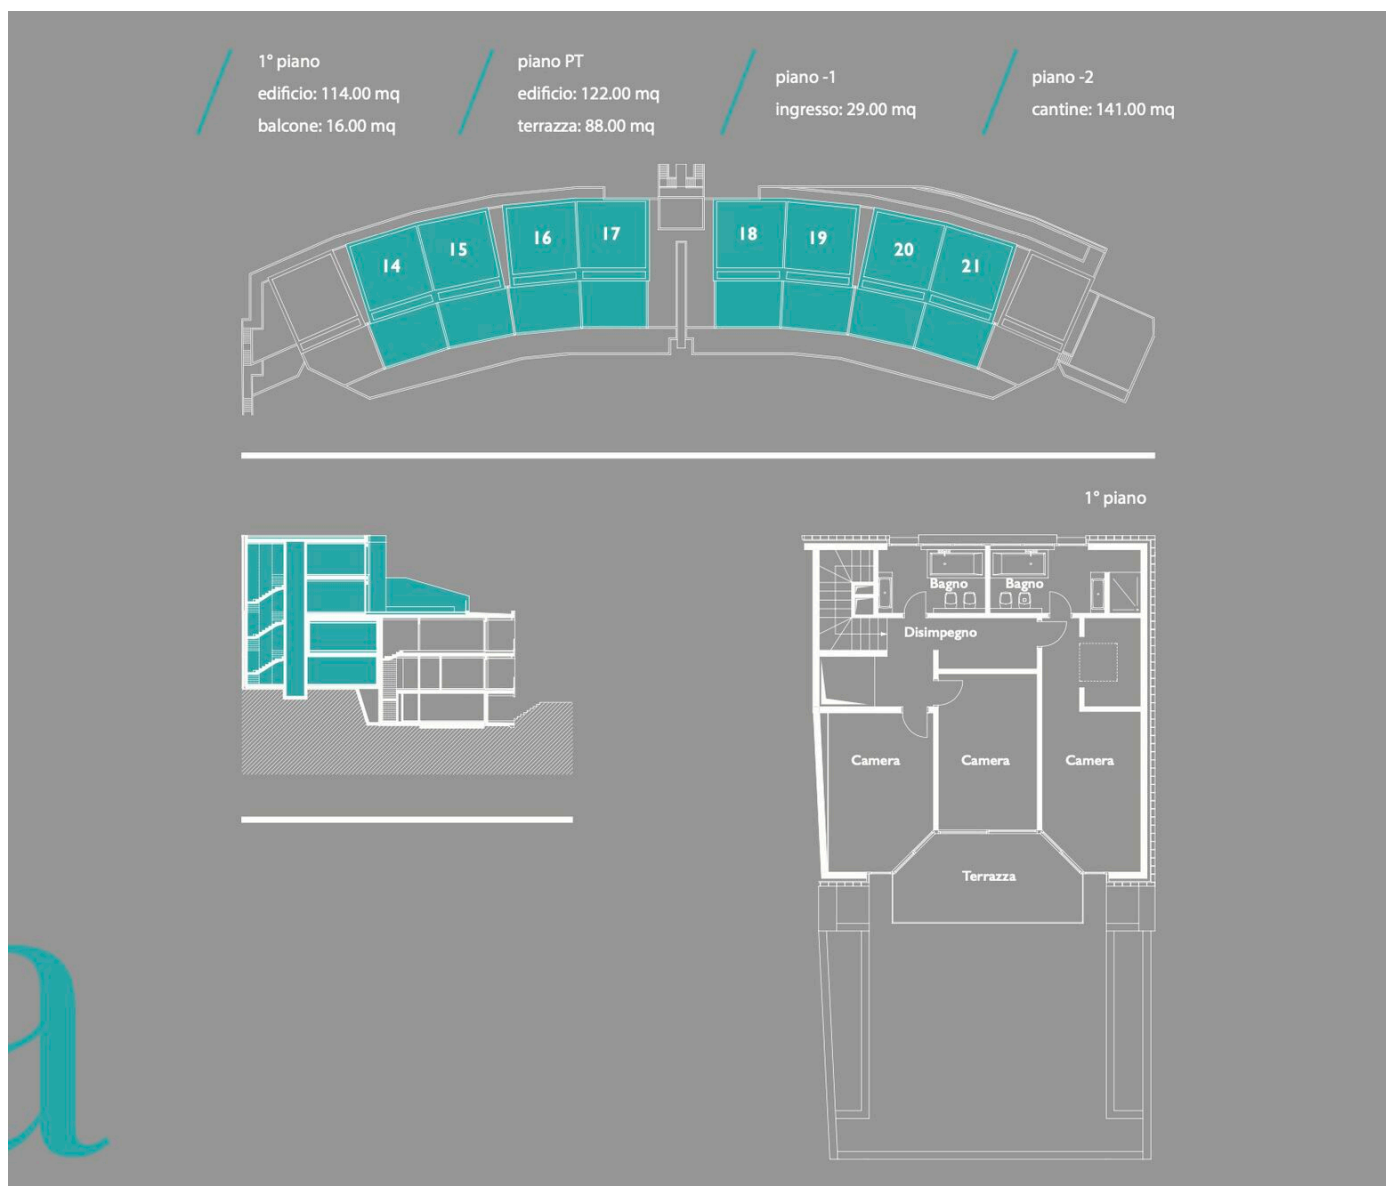 1° piano
edificio: 114.00 mq
balcone: 16.00 mq
piano PT
edificio: 122.00 mq
terrazza: 88.00 mq
piano -1
ingresso: 29.00 mq
piano -2
cantine: 141.00 mq
14
15
16
17
18
19
20
21
1° piano
Bagno
Bagno
Disimpegno
Camera
Camera
Camera
Terrazza
a